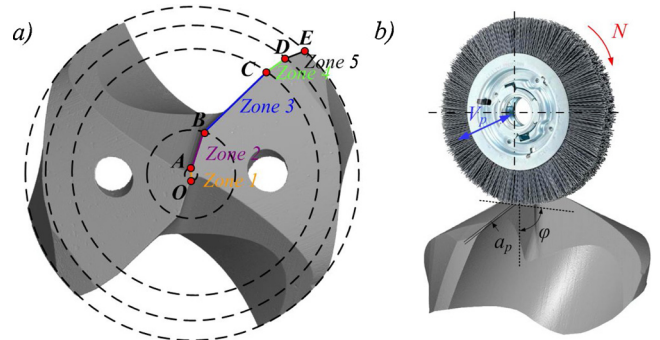 a)
E
D
Zone 5
C
Zone 4
B
Zone 3
A
Zone 2
O
Zone 1
b)
N
Vp
ap
φ